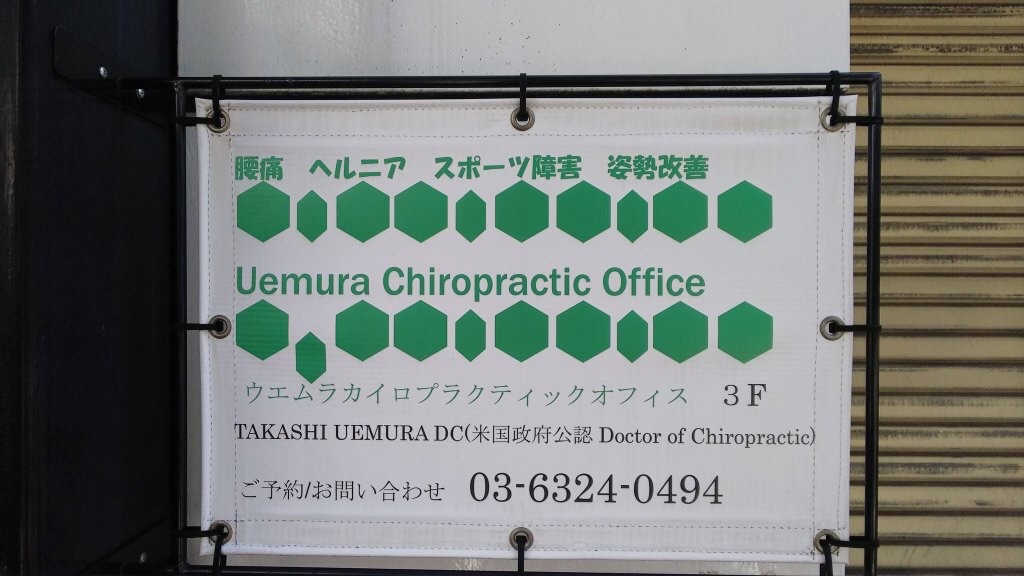 腰痛　ヘルニア　スポーツ障害　姿勢改善
Uemura Chiropractic Office
ウエムラカイロプラクティックオフィス　３F
TAKASHI UEMURA DC(米国政府公認 Doctor of Chiropractic)
ご予約/お問い合わせ　03-6324-0494